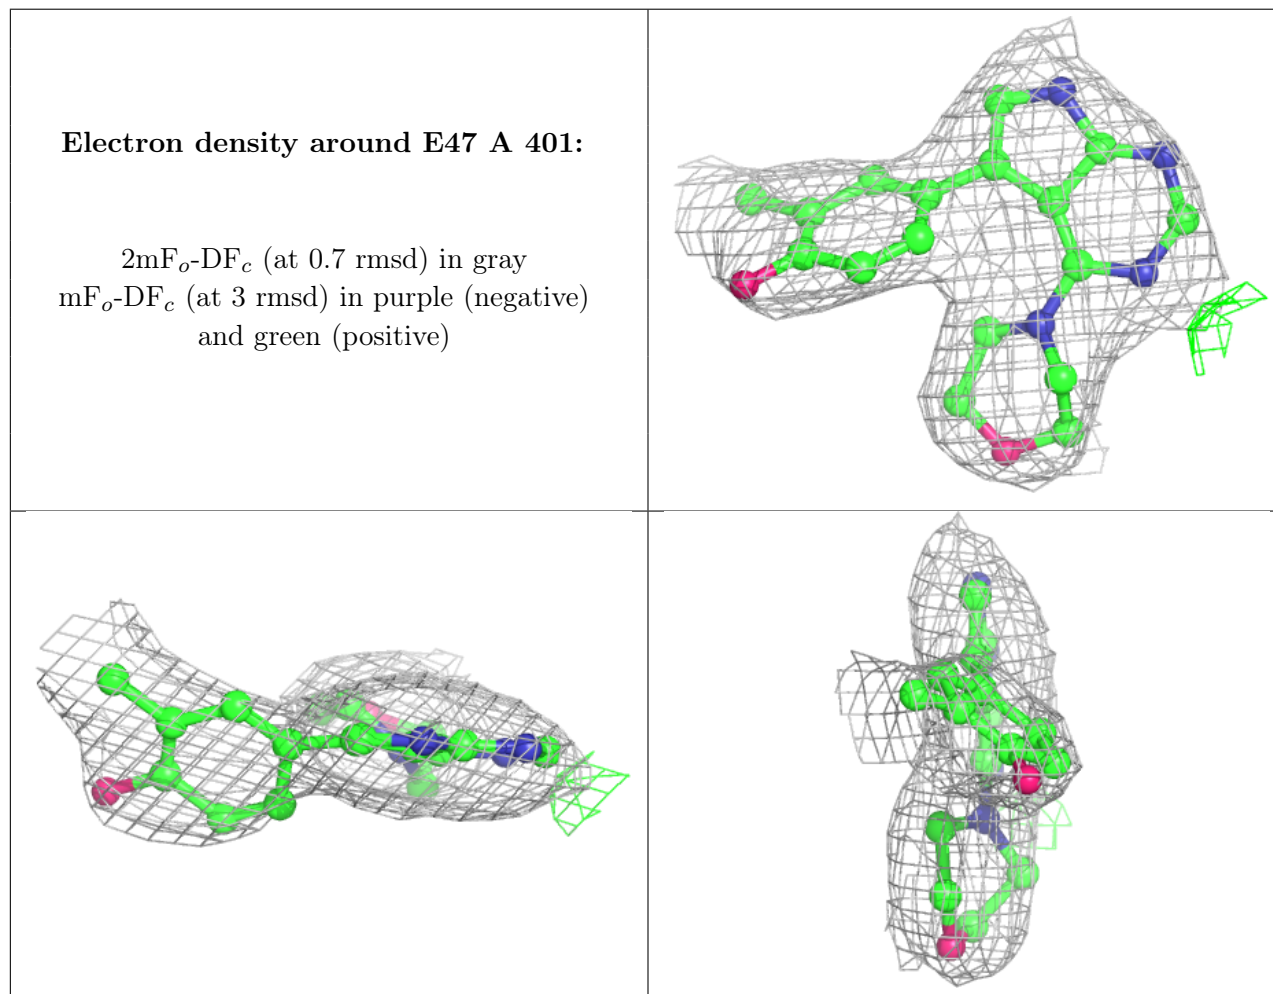 Electron density around E47 A 401:
2mFo-DFc (at 0.7 rmsd) in gray
mFo-DFc (at 3 rmsd) in purple (negative)
and green (positive)